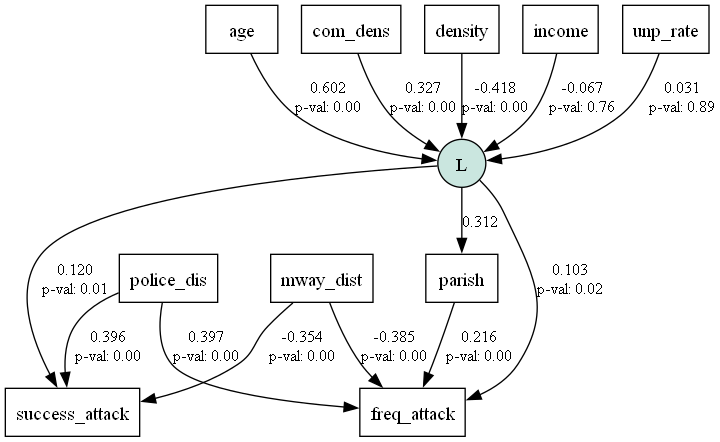 age
com_dens
density
income
unp_rate
0.602
p-val: 0.00
0.327
p-val: 0.00
-0.418
p-val: 0.00
-0.067
p-val: 0.76
0.031
p-val: 0.89
L
0.312
0.120
p-val: 0.01
police_dis
mway_dist
parish
0.103
p-val: 0.02
0.396
p-val: 0.00
0.397
p-val: 0.00
-0.354
p-val: 0.00
-0.385
p-val: 0.00
0.216
p-val: 0.00
success_attack
freq_attack